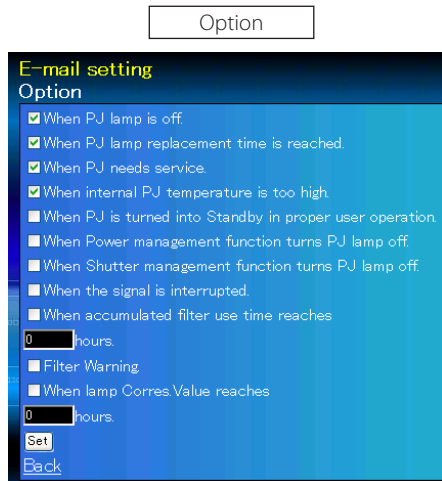 Option
E-mail setting
Option
When PJ lamp is off.
When PJ lamp replacement time is reached.
When PJ needs service.
When internal PJ temperature is too high.
When PJ is turned into Standby in proper user operation.
When Power management function turns PJ lamp off.
When Shutter management function turns PJ lamp off.
When the signal is interrupted.
When accumulated filter use time reaches
0 hours.
Filter Warning.
When lamp Corres.Value reaches
0 hours.
Set
Back